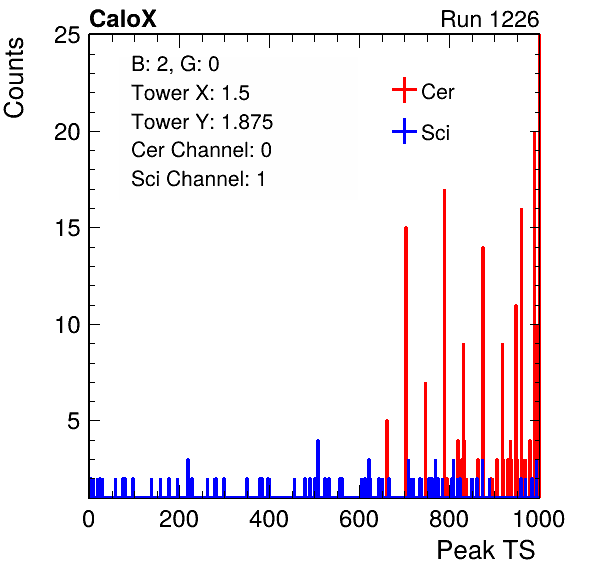 CaloX Run 1226
Counts
25
20
15
10
5
B: 2, G: 0
Tower X: 1.5
Tower Y: 1.875
Cer Channel: 0
Sci Channel: 1
Cer
Sci
0 200 400 600 800 1000
Peak TS